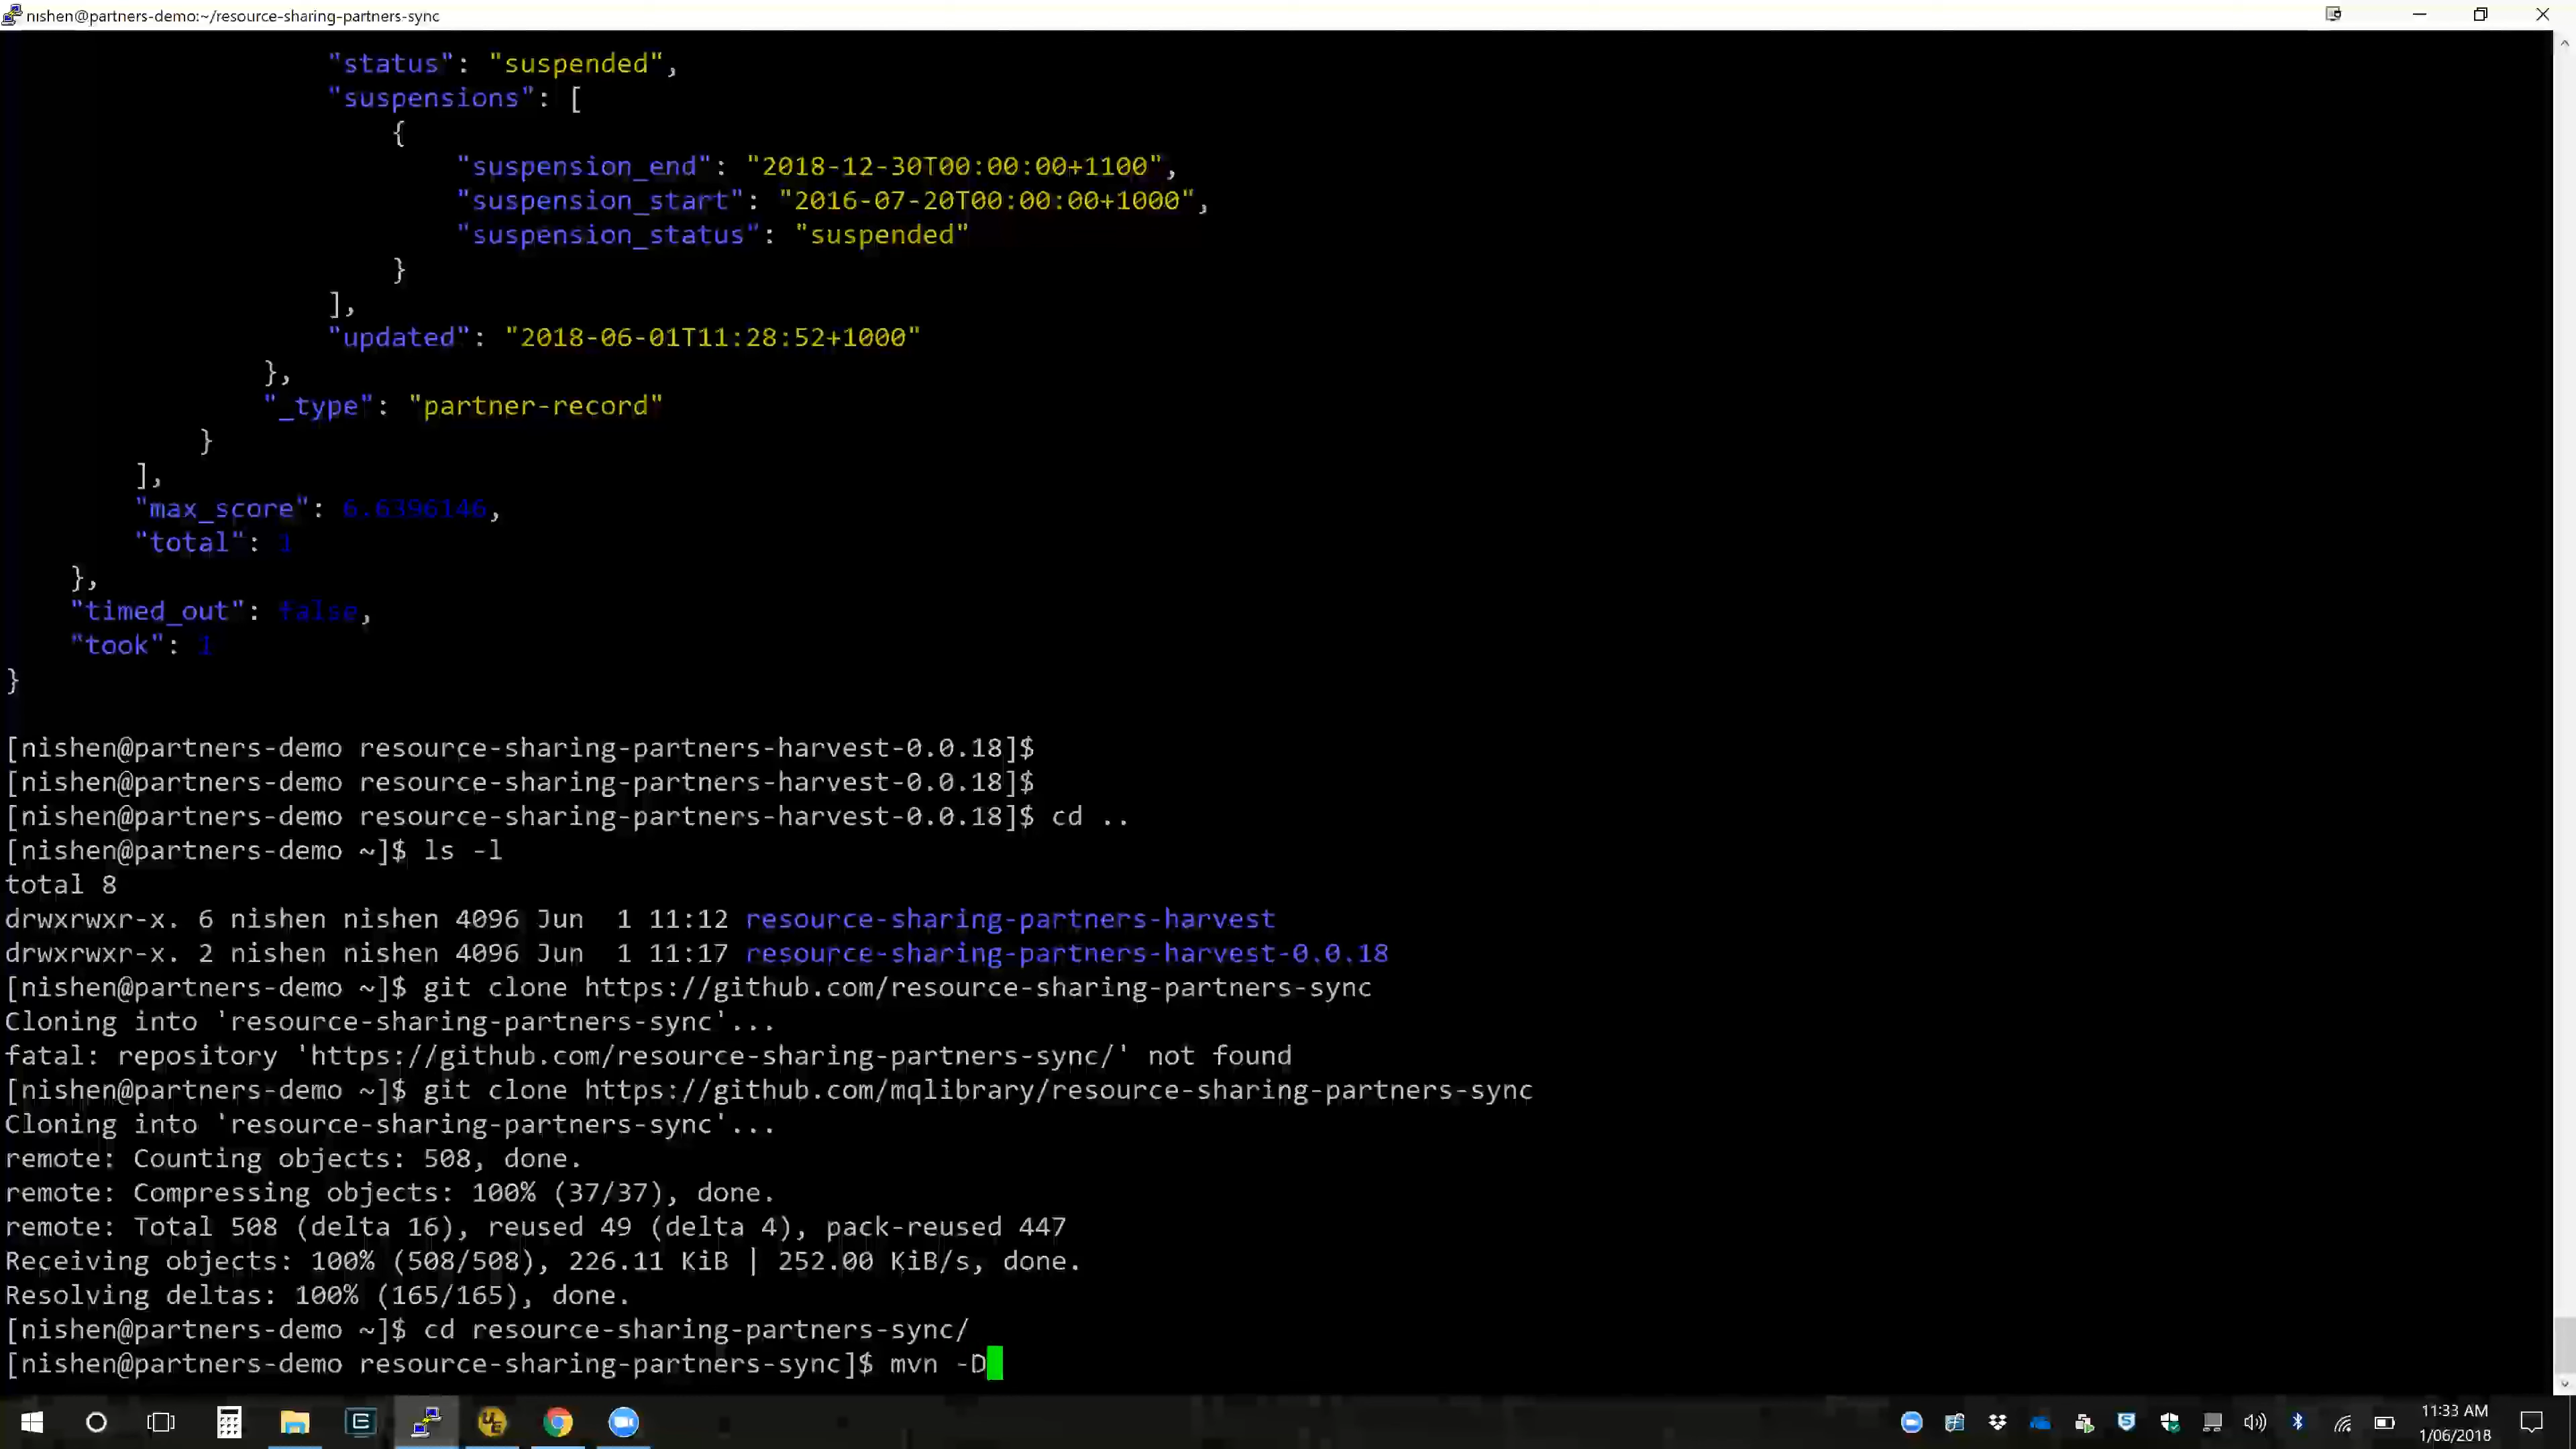 nishen@partners-demo:~/resource-sharing-partners-sync
"status": "suspended",
"suspensions": [
{
"suspension_end": "2018-12-30T00:00:00+1100",
"suspension_start": "2016-07-20T00:00:00+1000",
"suspension_status": "suspended"
}
],
"updated": "2018-06-01T11:28:52+1000"
},
"_type": "partner-record"
}
],
"max_score": 6.6396146,
"total": 1
},
"timed_out": false,
"took": 1
}
[nishen@partners-demo resource-sharing-partners-harvest-0.0.18]$
[nishen@partners-demo resource-sharing-partners-harvest-0.0.18]$
[nishen@partners-demo resource-sharing-partners-harvest-0.0.18]$ cd ..
[nishen@partners-demo ~]$ ls -l
total 8
drwxrwxr-x. 6 nishen nishen 4096 Jun  1 11:12 resource-sharing-partners-harvest
drwxrwxr-x. 2 nishen nishen 4096 Jun  1 11:17 resource-sharing-partners-harvest-0.0.18
[nishen@partners-demo ~]$ git clone https://github.com/resource-sharing-partners-sync
Cloning into 'resource-sharing-partners-sync'...
fatal: repository 'https://github.com/resource-sharing-partners-sync/' not found
[nishen@partners-demo ~]$ git clone https://github.com/mqlibrary/resource-sharing-partners-sync
Cloning into 'resource-sharing-partners-sync'...
remote: Counting objects: 508, done.
remote: Compressing objects: 100% (37/37), done.
remote: Total 508 (delta 16), reused 49 (delta 4), pack-reused 447
Receiving objects: 100% (508/508), 226.11 KiB | 252.00 KiB/s, done.
Resolving deltas: 100% (165/165), done.
[nishen@partners-demo ~]$ cd resource-sharing-partners-sync/
[nishen@partners-demo resource-sharing-partners-sync]$ mvn -D
11:33 AM
1/06/2018